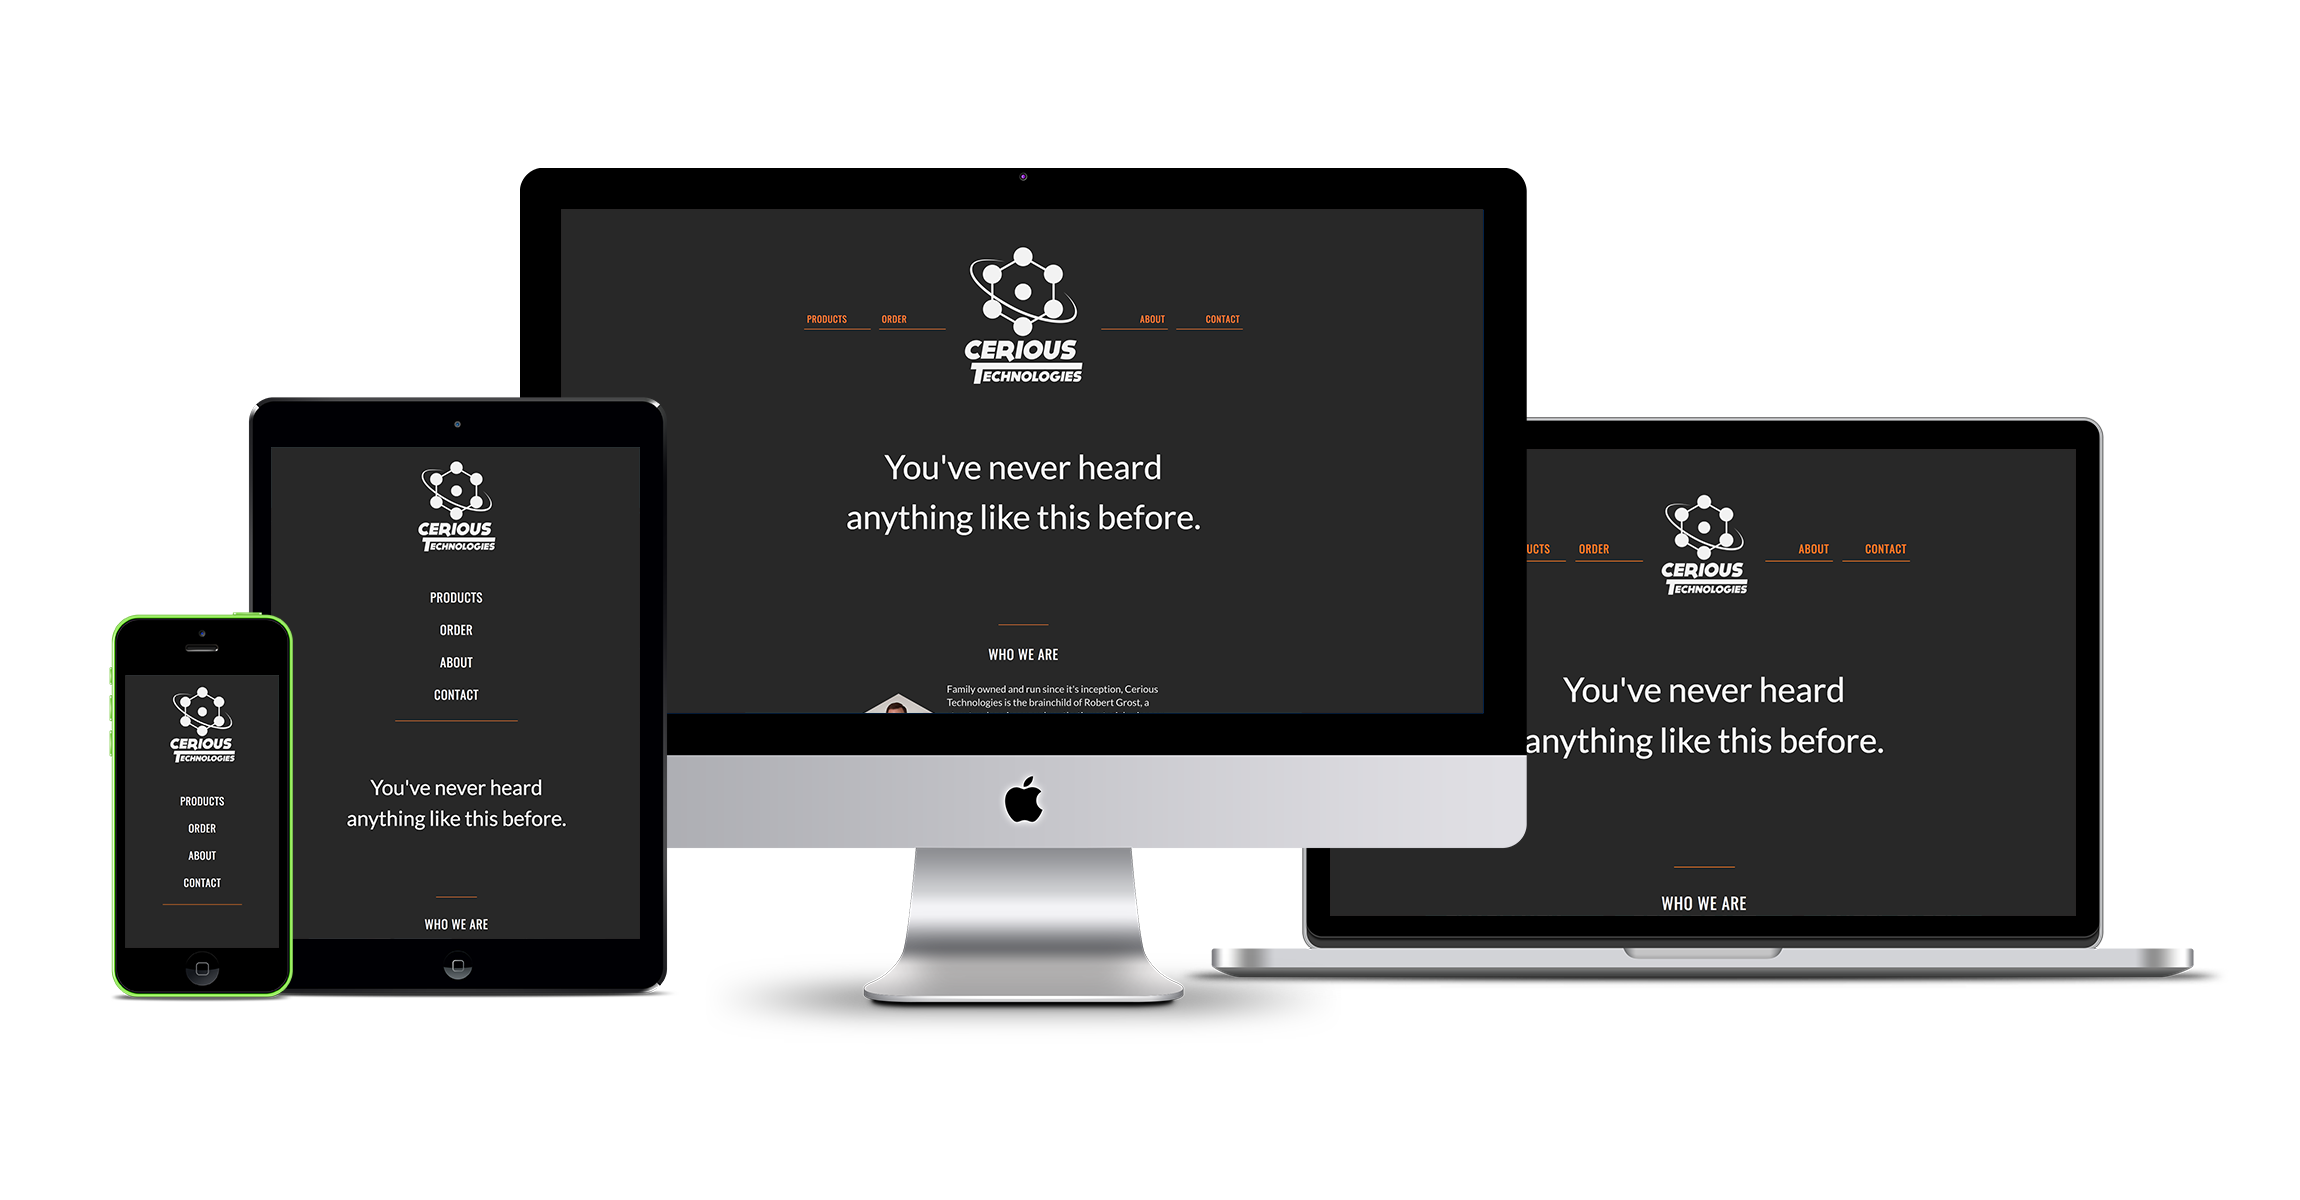 PRODUCTS ORDER ABOUT CONTACT
CERIOUS
TECHNOLOGIES
You've never heard
anything like this before.
WHO WE ARE
Family owned and run since it's inception, Cerious
Technologies is the brainchild of Robert Grost, a
CERIOUS
TECHNOLOGIES
PRODUCTS
ORDER
ABOUT
CONTACT
You've never heard
anything like this before.
WHO WE ARE
CERIOUS
TECHNOLOGIES
PRODUCTS
ORDER
ABOUT
CONTACT
UCTS ORDER ABOUT CONTACT
CERIOUS
TECHNOLOGIES
You've never heard
anything like this before.
WHO WE ARE